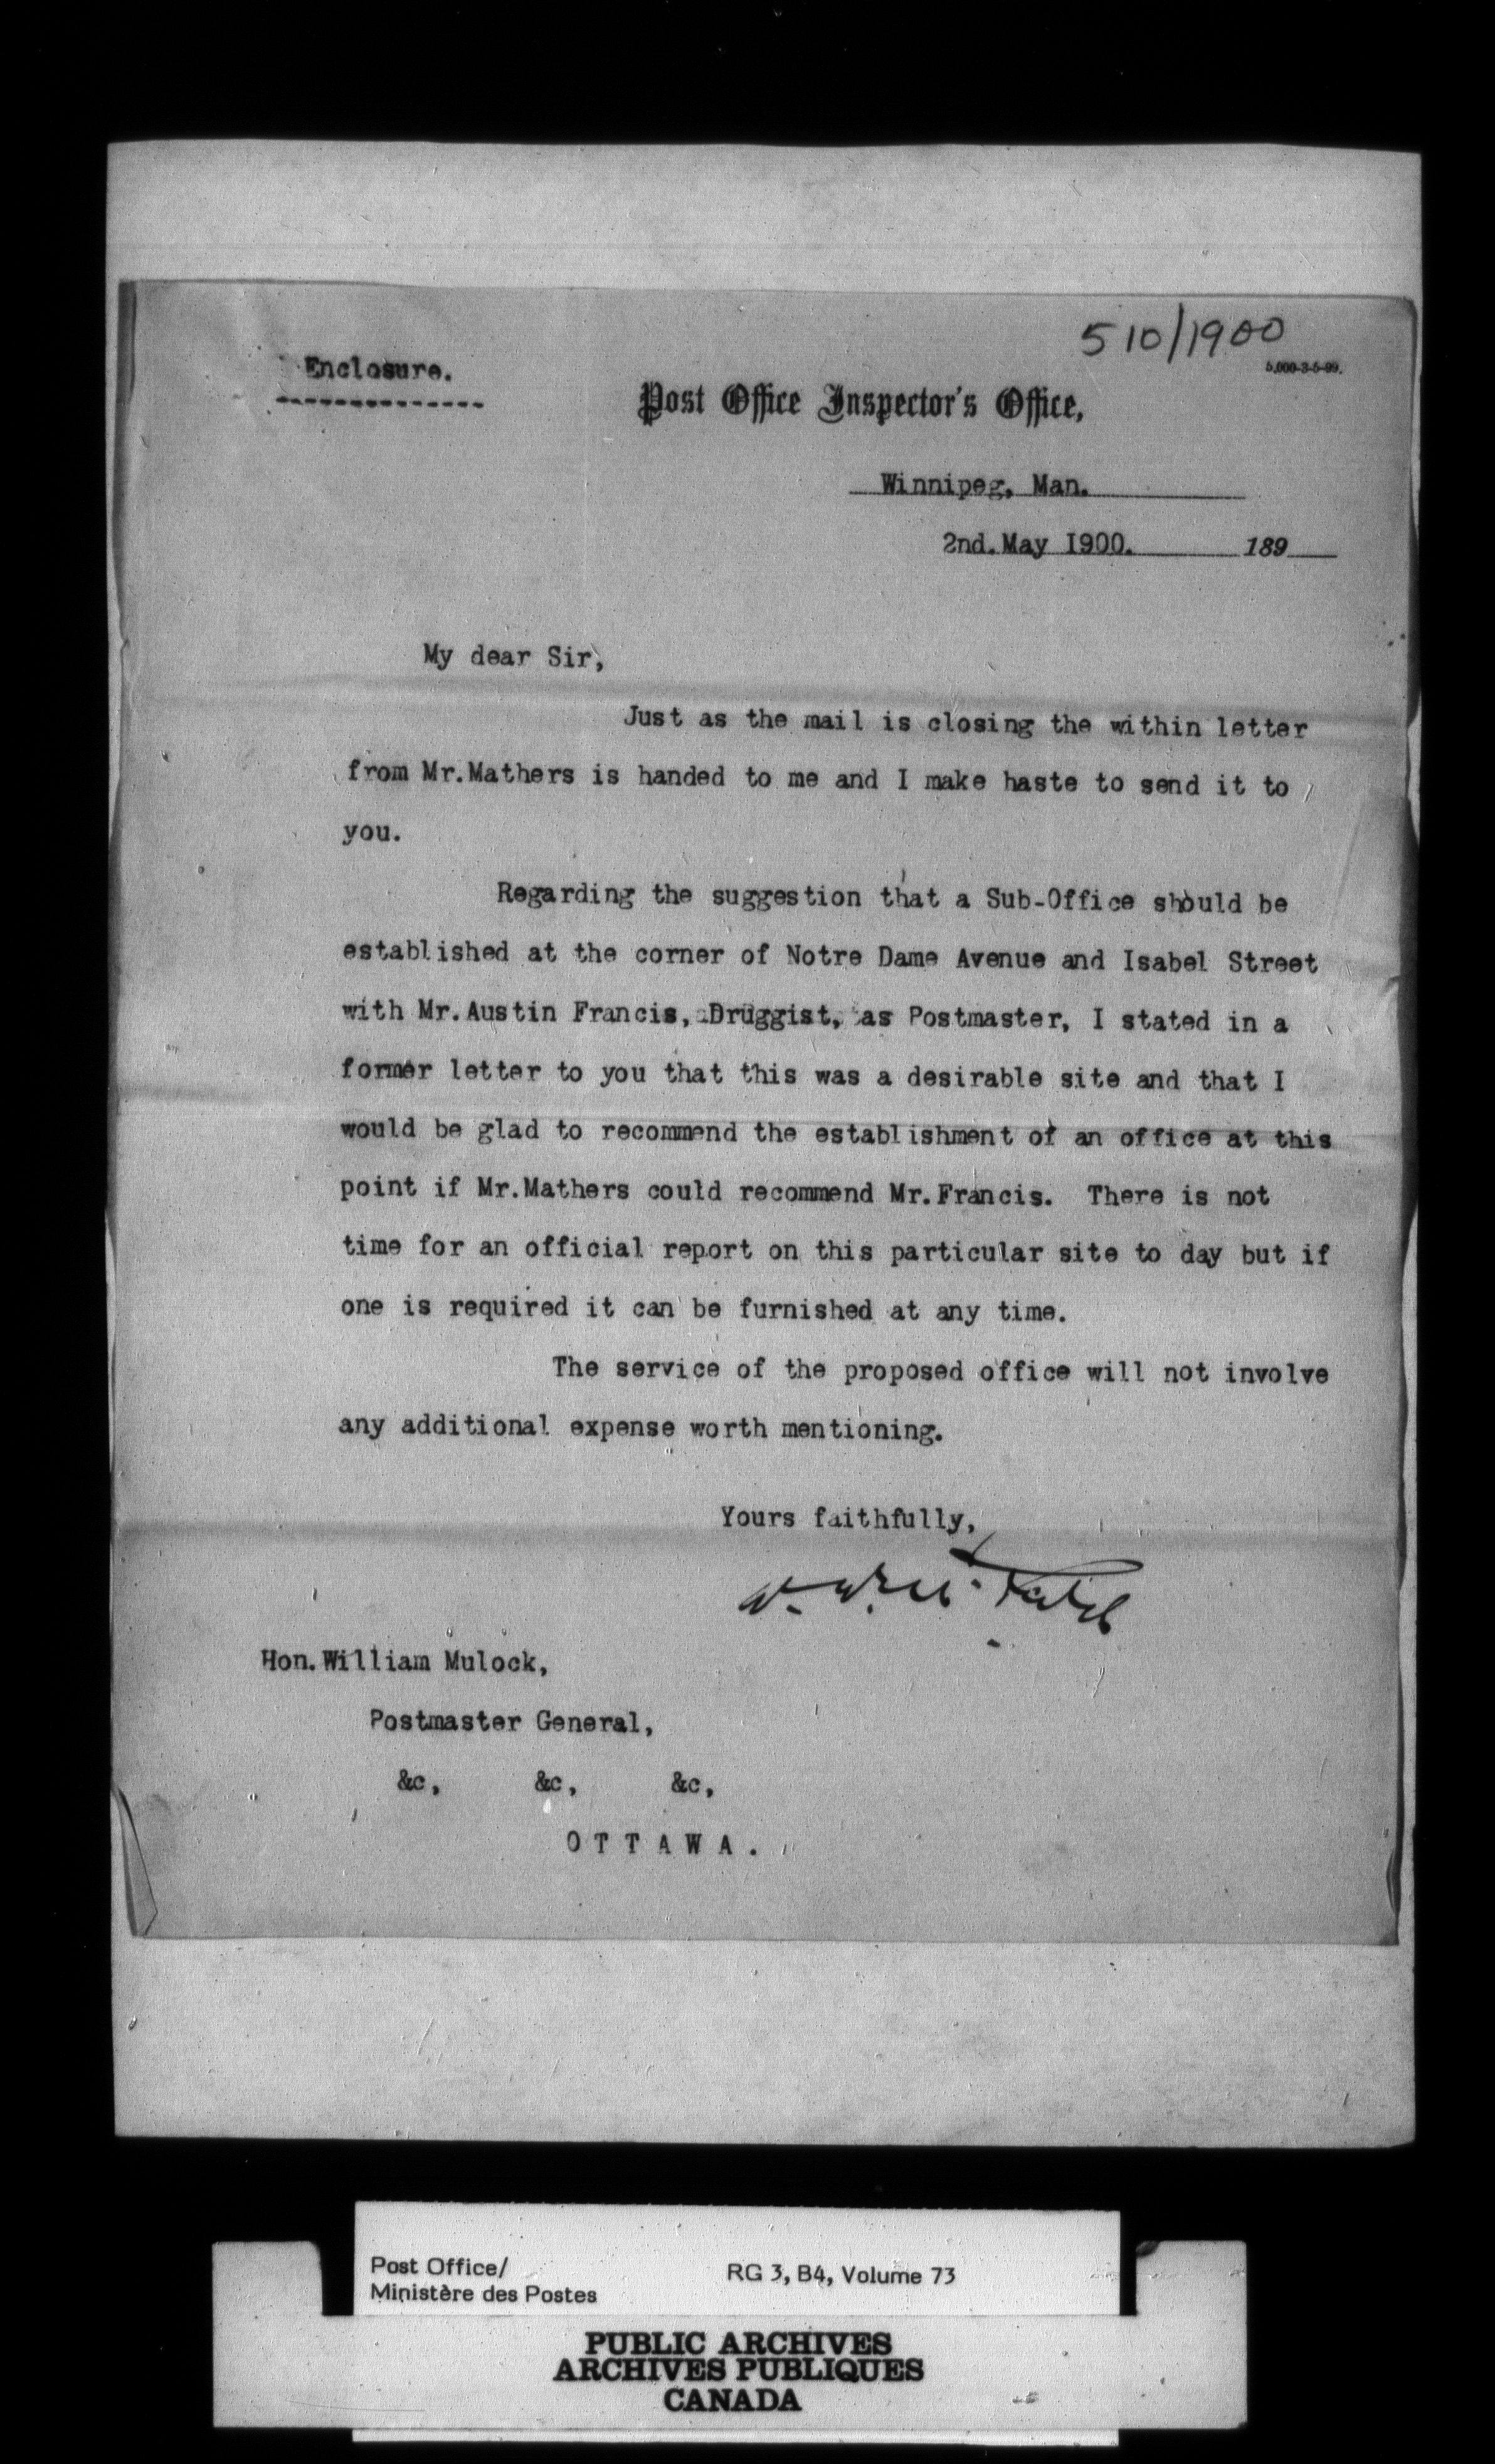 510/1900
5,000-3-5-99.
Enclosure.
Post Office Inspector's Office,
Winnipeg, Man.
2nd. May 1900. 189
My dear Sir,
Just as the mail is closing the within letter
from Mr. Mathers is handed to me and I make haste to send it to
you.
Regarding the suggestion that a Sub-Office should be
established at the corner of Notre Dame Avenue and Isabel Street
with Mr. Austin Francis, Druggist, as Postmaster, I stated in a
former letter to you that this was a desirable site and that I
would be glad to recommend the establishment of an office at this
point if Mr. Mathers could recommend Mr. Francis. There is not
time for an official report on this particular site to day but if
one is required it can be furnished at any time.
The service of the proposed office will not involve
any additional expense worth mentioning.
Yours faithfully,
Hon. William Mulock,
Postmaster General,
&c, &c, &c,
OTTAWA.
Post Office/
Ministère des Postes
RG 3, B4, Volume 73
PUBLIC ARCHIVES
ARCHIVES PUBLIQUES
CANADA